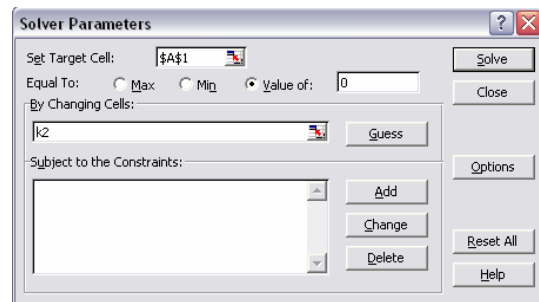 Solver Parameters
Set Target Cell: $A$1 Solve
Equal To: Max Min Value of: 0 Close
By Changing Cells:
k2 Guess
Subject to the Constraints: Options
Add
Change
Reset All
Delete
Help